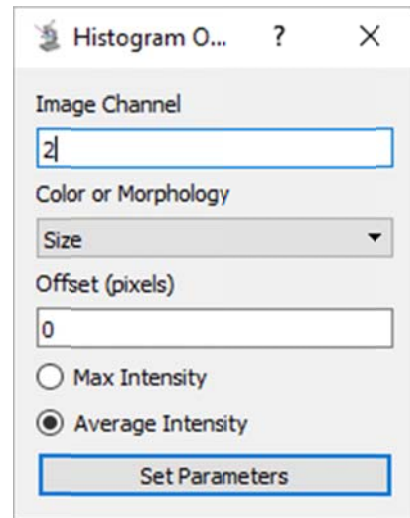 Histogram O... ? X
Image Channel
2
Color or Morphology
Size
Offset (pixels)
0
Max Intensity
Average Intensity
Set Parameters